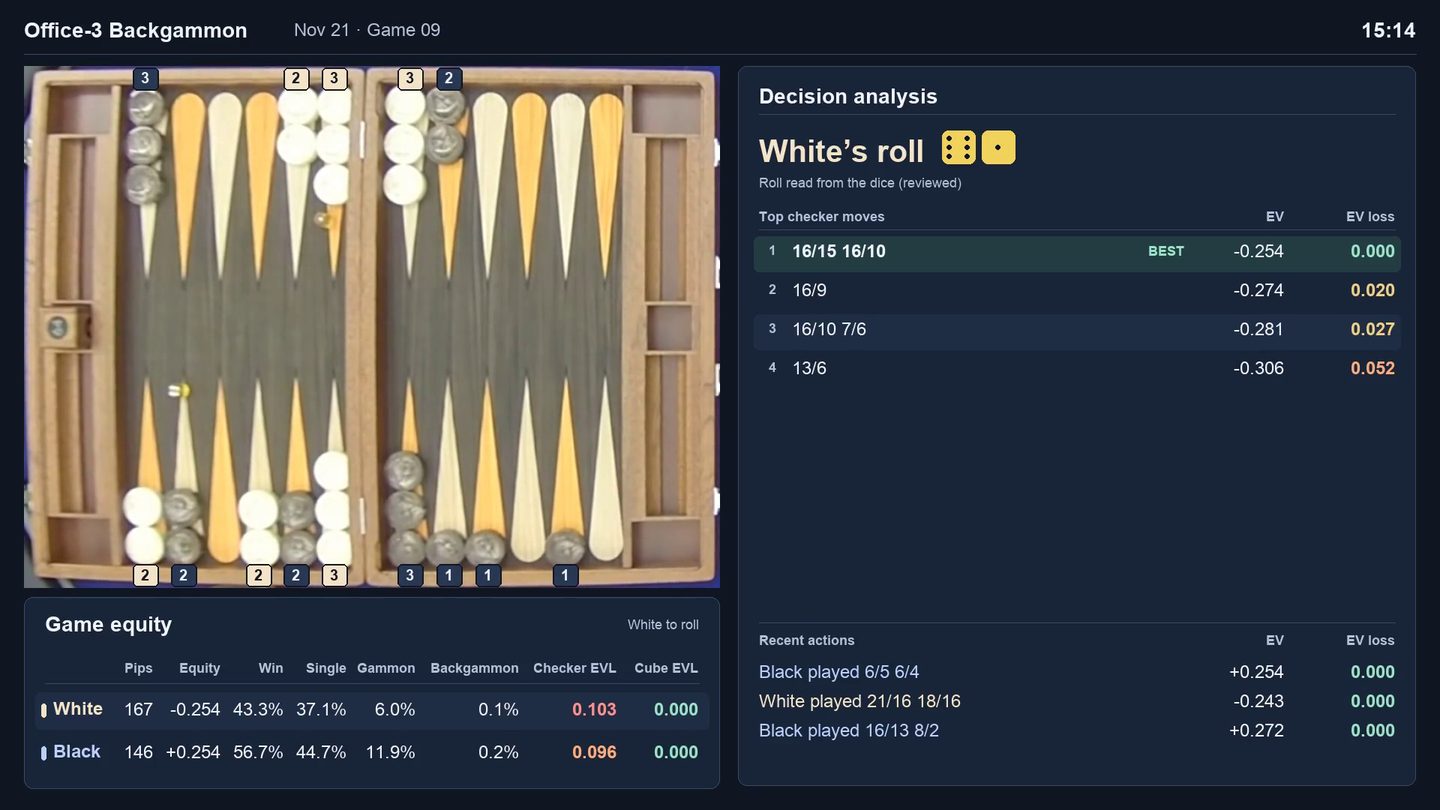 Office-3 Backgammon Nov 21 · Game 09 15:14
3 2 3 3 2
2 2 2 2 3 3 1 1 1
Decision analysis
White’s roll
Roll read from the dice (reviewed)
Top checker moves EV EV loss
1 16/15 16/10 BEST -0.254 0.000
2 16/9 -0.274 0.020
3 16/10 7/6 -0.281 0.027
4 13/6 -0.306 0.052
Game equity White to roll
Pips Equity Win Single Gammon Backgammon Checker EVL Cube EVL
White 167 -0.254 43.3% 37.1% 6.0% 0.1% 0.103 0.000
Black 146 +0.254 56.7% 44.7% 11.9% 0.2% 0.096 0.000
Recent actions EV EV loss
Black played 6/5 6/4 +0.254 0.000
White played 21/16 18/16 -0.243 0.000
Black played 16/13 8/2 +0.272 0.000